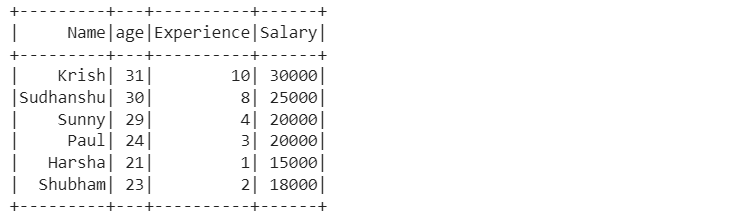 +---------+---+----------+------+
|     Name|age|Experience|Salary|
+---------+---+----------+------+
|    Krish| 31|        10| 30000|
|Sudhanshu| 30|         8| 25000|
|    Sunny| 29|         4| 20000|
|     Paul| 24|         3| 20000|
|   Harsha| 21|         1| 15000|
|  Shubham| 23|         2| 18000|
+---------+---+----------+------+